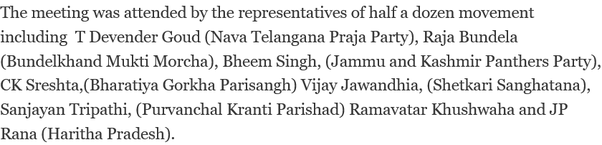 The meeting was attended by the representatives of half a dozen movement
including  T Devender Goud (Nava Telangana Praja Party), Raja Bundela
(Bundelkhand Mukti Morcha), Bheem Singh, (Jammu and Kashmir Panthers Party),
CK Sreshta,(Bharatiya Gorkha Parisangh) Vijay Jawandhia, (Shetkari Sanghatana),
Sanjayan Tripathi, (Purvanchal Kranti Parishad) Ramavatar Khushwaha and JP
Rana (Haritha Pradesh).